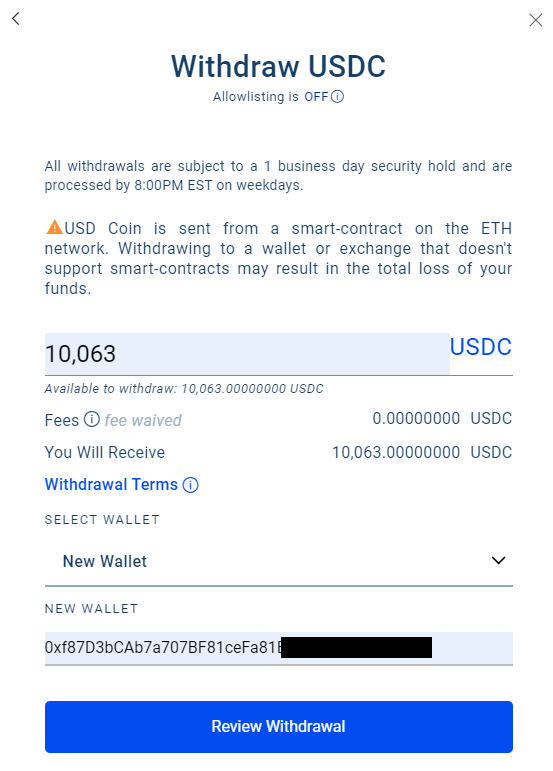 Withdraw USDC
Allowlisting is OFF
All withdrawals are subject to a 1 business day security hold and are
processed by 8:00PM EST on weekdays.
USD Coin is sent from a smart-contract on the ETH
network. Withdrawing to a wallet or exchange that doesn't
support smart-contracts may result in the total loss of your
funds.
10,063 USDC
Available to withdraw: 10,063.00000000 USDC
Fees fee waived 0.00000000 USDC
You Will Receive 10,063.00000000 USDC
Withdrawal Terms
SELECT WALLET
New Wallet
NEW WALLET
0xf87D3bCAb7a707BF81ceFa81
Review Withdrawal